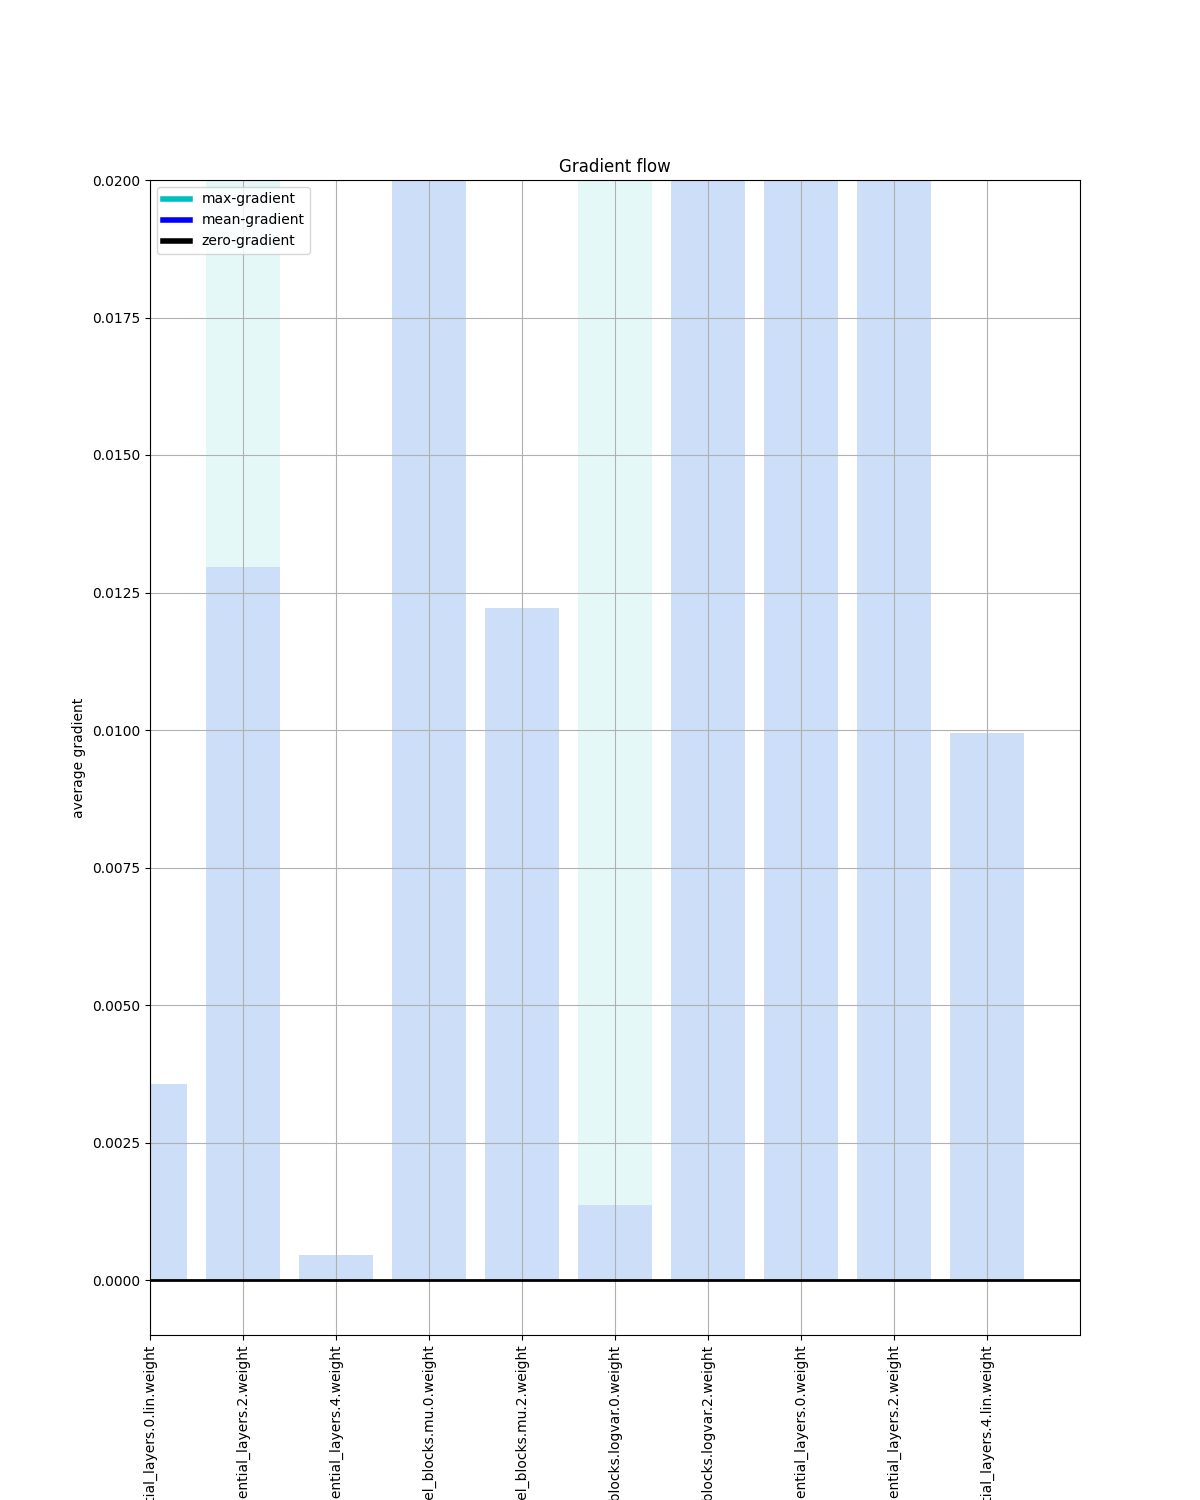 Gradient flow
max-gradient
mean-gradient
zero-gradient
0.0200
0.0175
0.0150
0.0125
0.0100
0.0075
0.0050
0.0025
0.0000
average gradient
tial_layers.0.lin.weight
ential_layers.2.weight
ential_layers.4.weight
el_blocks.mu.0.weight
el_blocks.mu.2.weight
blocks.logvar.0.weight
blocks.logvar.2.weight
ential_layers.0.weight
ential_layers.2.weight
tial_layers.4.lin.weight